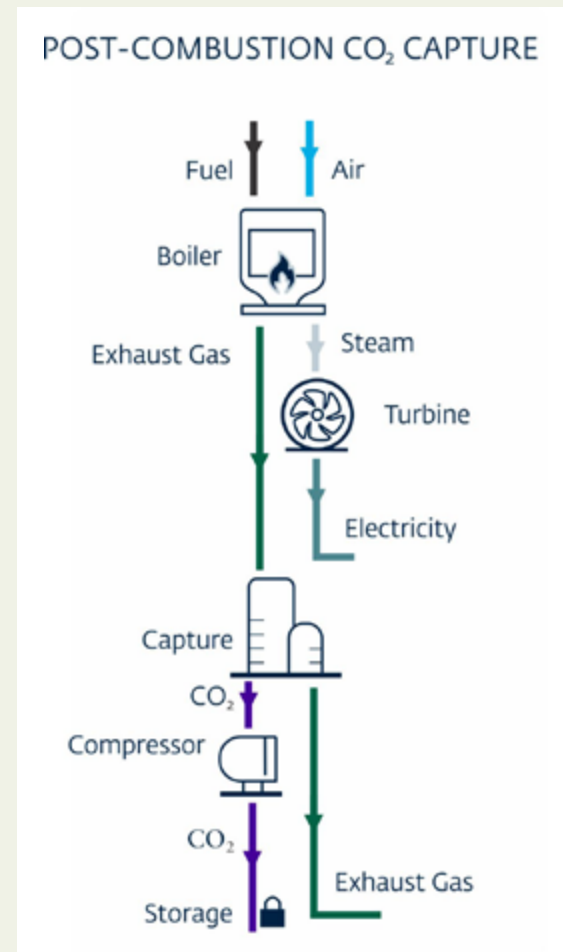 POST-COMBUSTION CO₂ CAPTURE
Fuel
Air
Boiler
Exhaust Gas
Steam
Turbine
Electricity
Capture
CO₂
Compressor
CO₂
Storage
Exhaust Gas